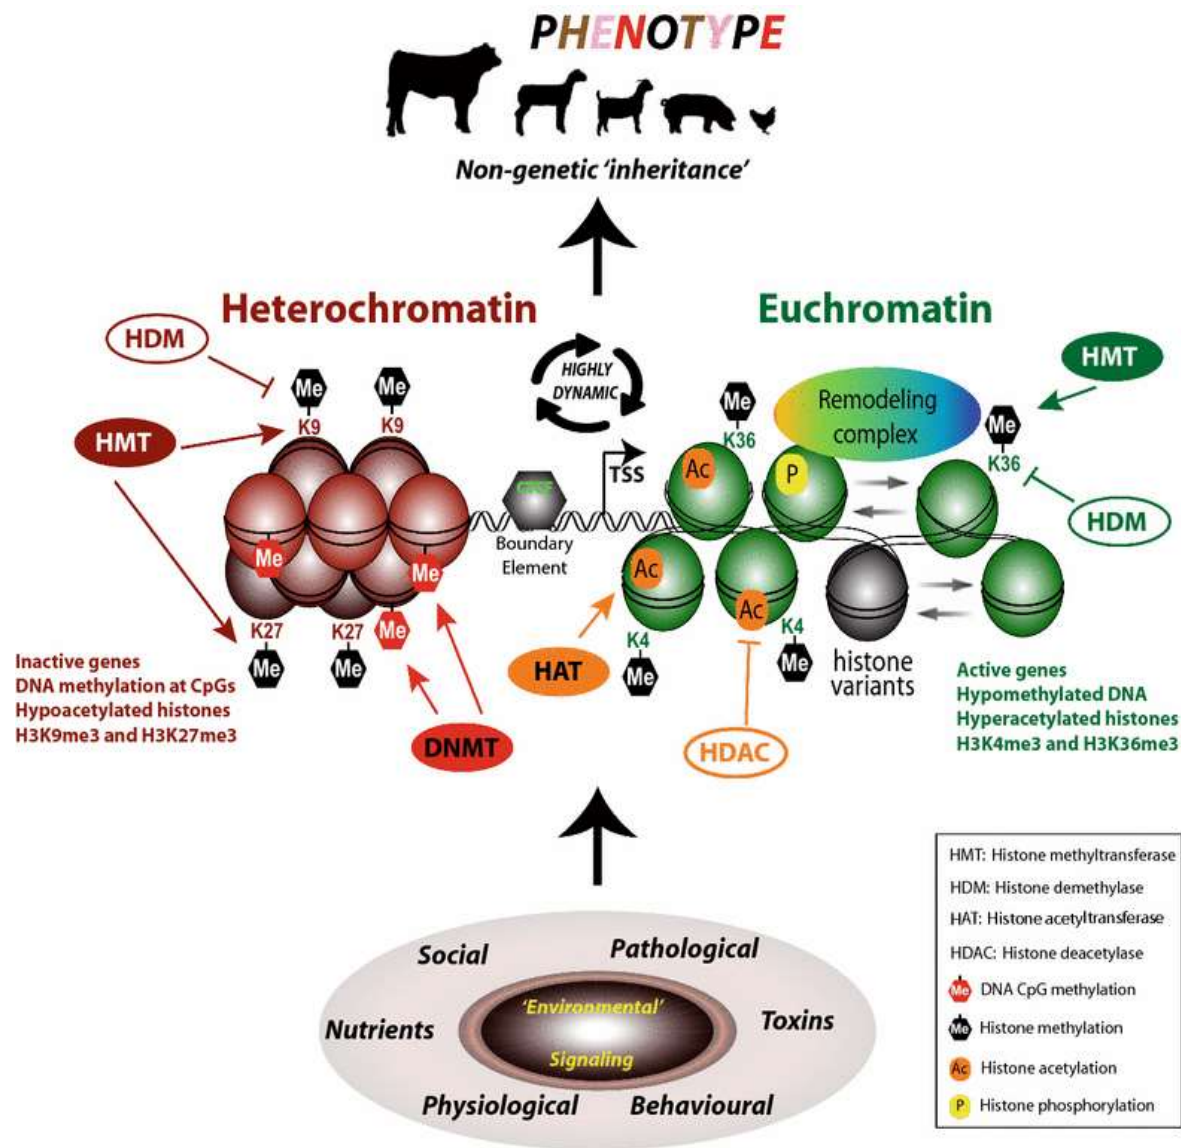 PHENOTYPE
Non-genetic 'inheritance'
Heterochromatin
Euchromatin
HDM
HMT
Me
Me
K9
K9
HIGHLY
DYNAMIC
TSS
Boundary
Element
Me
Me
Me
K27
K27
Me
Me
Inactive genes
DNA methylation at CpGs
Hypoacetylated histones
H3K9me3 and H3K27me3
DNMT
Me
K36
Ac
P
Remodeling
complex
Me
K36
HMT
HDM
Ac
Ac
K4
Me
K4
Me
HAT
HDAC
histone
variants
Active genes
Hypomethylated DNA
Hyperacetylated histones
H3K4me3 and H3K36me3
HMT: Histone methyltransferase
HDM: Histone demethylase
HAT: Histone acetyltransferase
HDAC: Histone deacetylase
Me DNA CpG methylation
Me Histone methylation
Ac Histone acetylation
P Histone phosphorylation
Social
Pathological
Nutrients
'Environmental'
Signaling
Toxins
Physiological
Behavioural